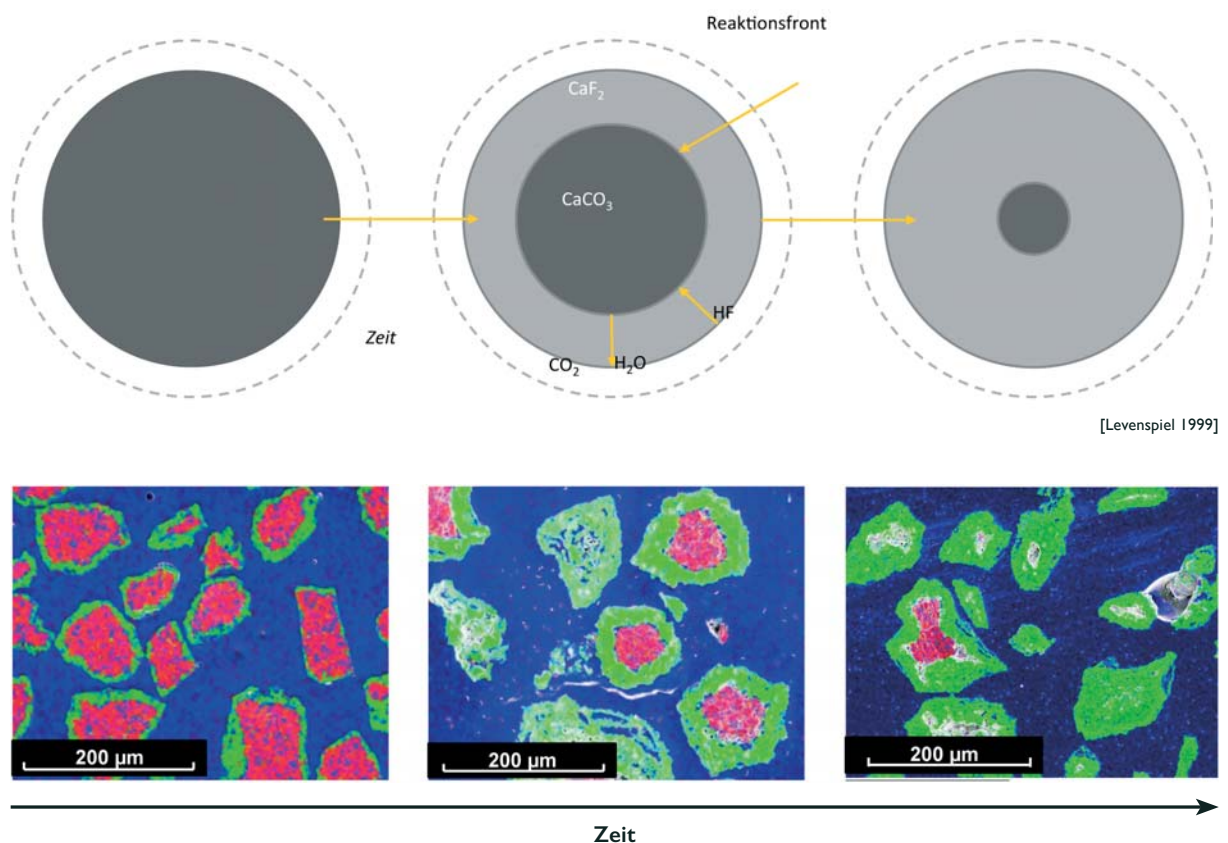 Reaktionsfront
CaF₂
CaCO₃
HF
Zeit
CO₂
H₂O
[Levenspiel 1999]
200 µm
200 µm
200 µm
Zeit